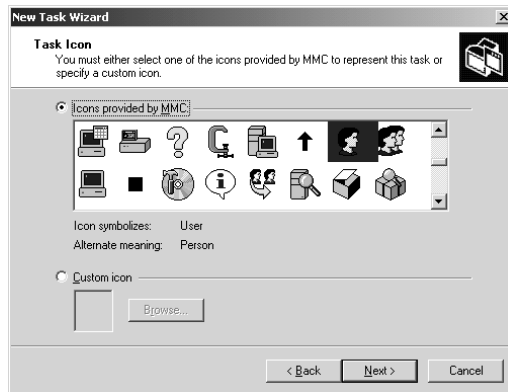 New Task Wizard
Task Icon
You must either select one of the icons provided by MMC to represent this task or
specify a custom icon.
Icons provided by MMC:
Icon symbolizes: User
Alternate meaning: Person
Custom icon
Browse...
< Back Next > Cancel